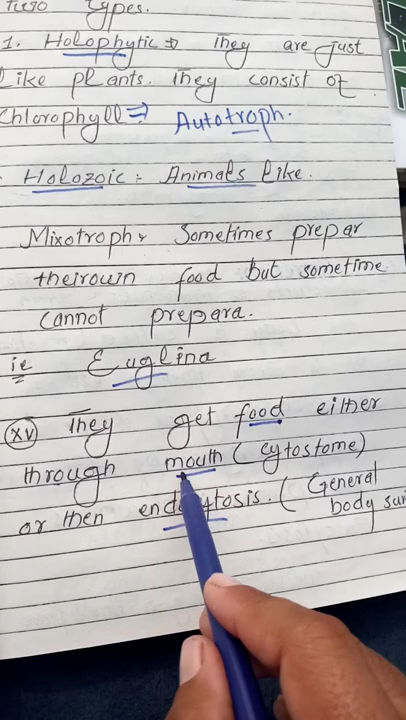 two types.
1. Holophytic ⇒ They are just
like plants. They consist of
Chlorophyll ⇒ Autotroph.
Holozoic :- Animals like.
Mixotroph :- Sometimes prepar
theirown food but sometime
cannot prepara.
ie Euglina
(xv) They get food either
through mouth (cytostome)
or then endocytosis. (General
body sur